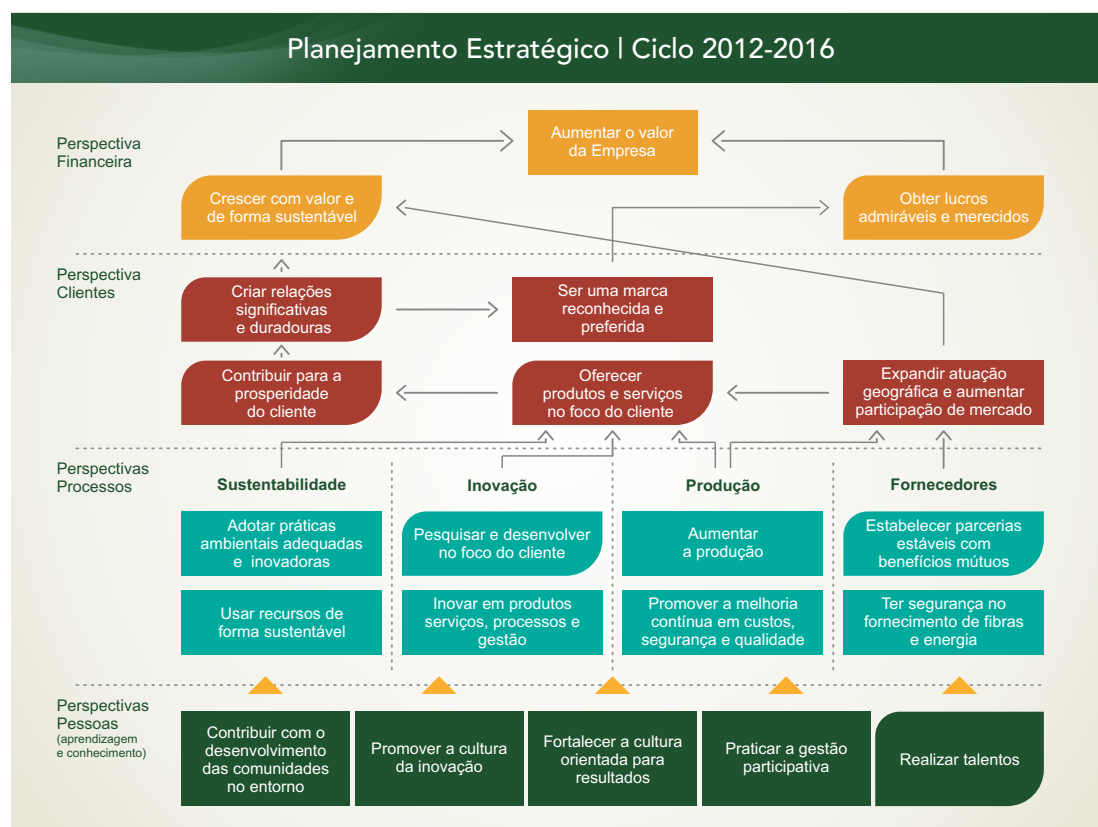 Planejamento Estratégico | Ciclo 2012-2016
Perspectiva
Financeira
Aumentar o valor
da Empresa
Crescer com valor e
de forma sustentável
Obter lucros
admiráveis e merecidos
Perspectiva
Clientes
Criar relações
significativas
e duradouras
Ser uma marca
reconhecida e
preferida
Contribuir para a
prosperidade
do cliente
Oferecer
produtos e serviços
no foco do cliente
Expandir atuação
geográfica e aumentar
participação de mercado
Perspectivas
Processos
Sustentabilidade
Inovação
Produção
Fornecedores
Adotar práticas
ambientais adequadas
e inovadoras
Pesquisar e desenvolver
no foco do cliente
Aumentar
a produção
Estabelecer parcerias
estáveis com
benefícios mútuos
Usar recursos de
forma sustentável
Inovar em produtos
serviços, processos e
gestão
Promover a melhoria
contínua em custos,
segurança e qualidade
Ter segurança no
fornecimento de fibras
e energia
Perspectivas
Pessoas
(aprendizagem
e conhecimento)
Contribuir com o
desenvolvimento
das comunidades
no entorno
Promover a cultura
da inovação
Fortalecer a cultura
orientada para
resultados
Praticar a gestão
participativa
Realizar talentos